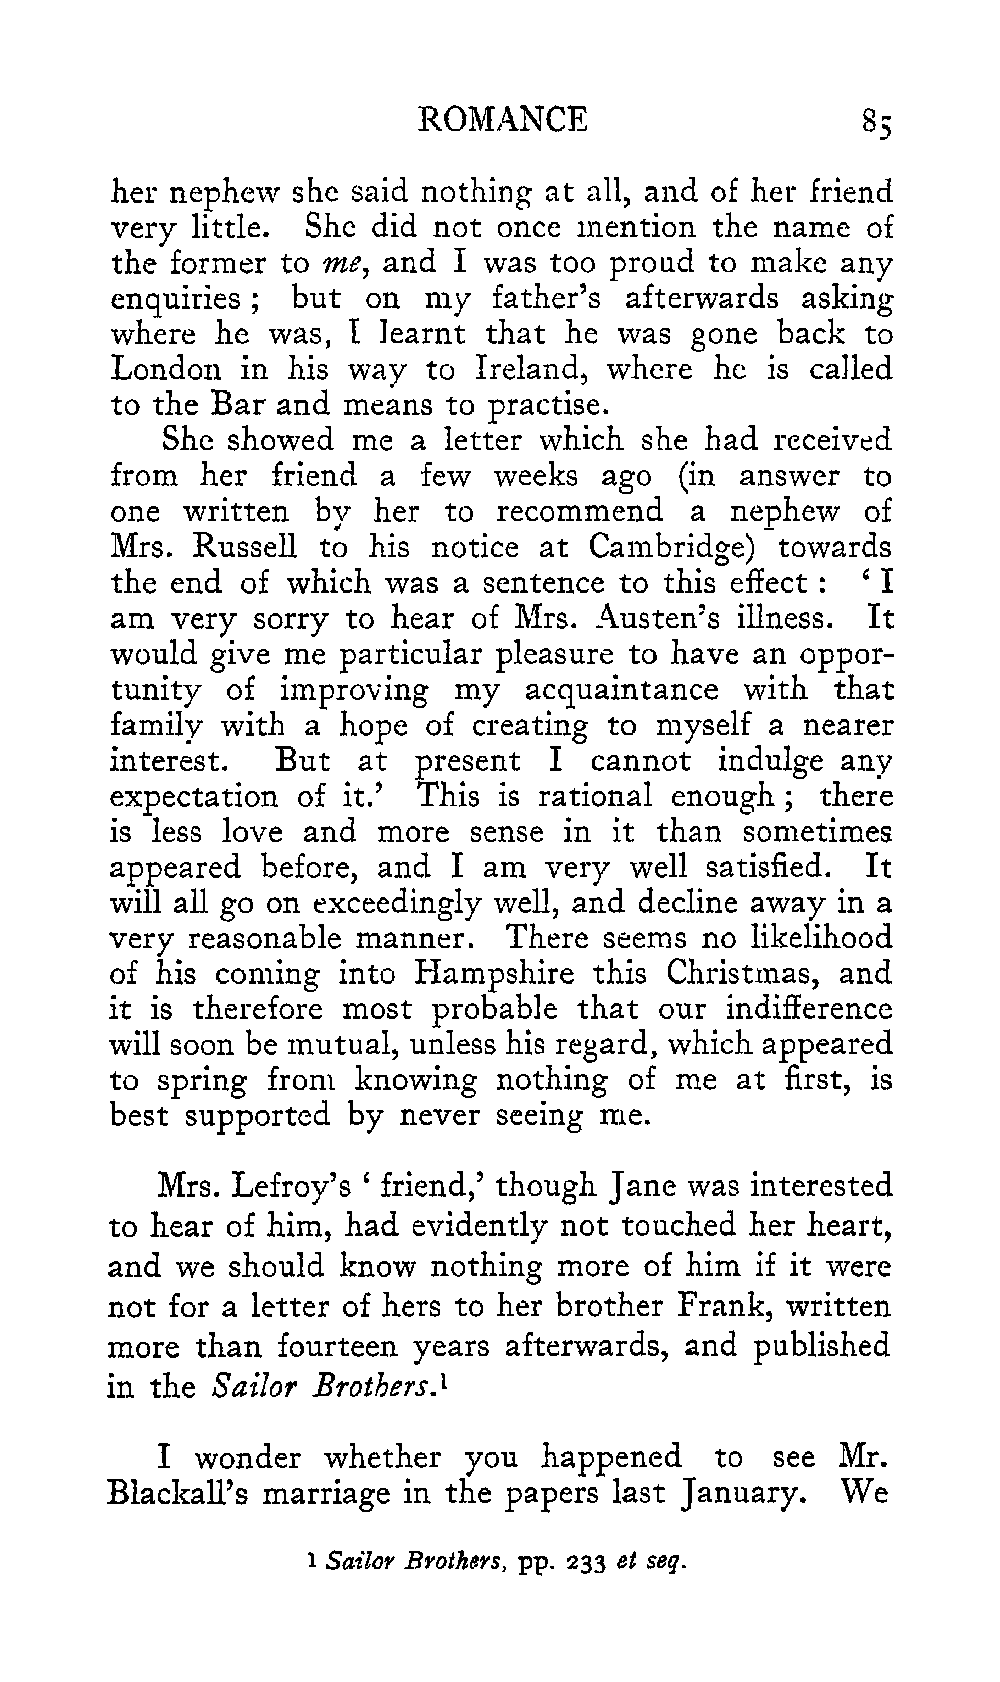 ROMANCE 85
her nephew she said nothing at all, and of her friend
very little. She did not once mention the name of
the former to me, and I was too proud to make any
enquiries ; but on my father's afterwards asking
where he was, I learnt that he was gone back to
London in his way to Ireland, where he is called
to the Bar and means to practise.
She showed me a letter which she had received
from her friend a few weeks ago (in answer to
one written by her to recommend a nephew of
Mrs. Russell to his notice at Cambridge) towards
the end of which was a sentence to this effect : ‘ I
am very sorry to hear of Mrs. Austen's illness. It
would give me particular pleasure to have an oppor-
tunity of improving my acquaintance with that
family with a hope of creating to myself a nearer
interest. But at present I cannot indulge any
expectation of it.’ This is rational enough ; there
is less love and more sense in it than sometimes
appeared before, and I am very well satisfied. It
will all go on exceedingly well, and decline away in a
very reasonable manner. There seems no likelihood
of his coming into Hampshire this Christmas, and
it is therefore most probable that our indifference
will soon be mutual, unless his regard, which appeared
to spring from knowing nothing of me at first, is
best supported by never seeing me.
Mrs. Lefroy's ‘ friend,’ though Jane was interested
to hear of him, had evidently not touched her heart,
and we should know nothing more of him if it were
not for a letter of hers to her brother Frank, written
more than fourteen years afterwards, and published
in the Sailor Brothers.¹
I wonder whether you happened to see Mr.
Blackall's marriage in the papers last January. We
1 Sailor Brothers, pp. 233 et seq.